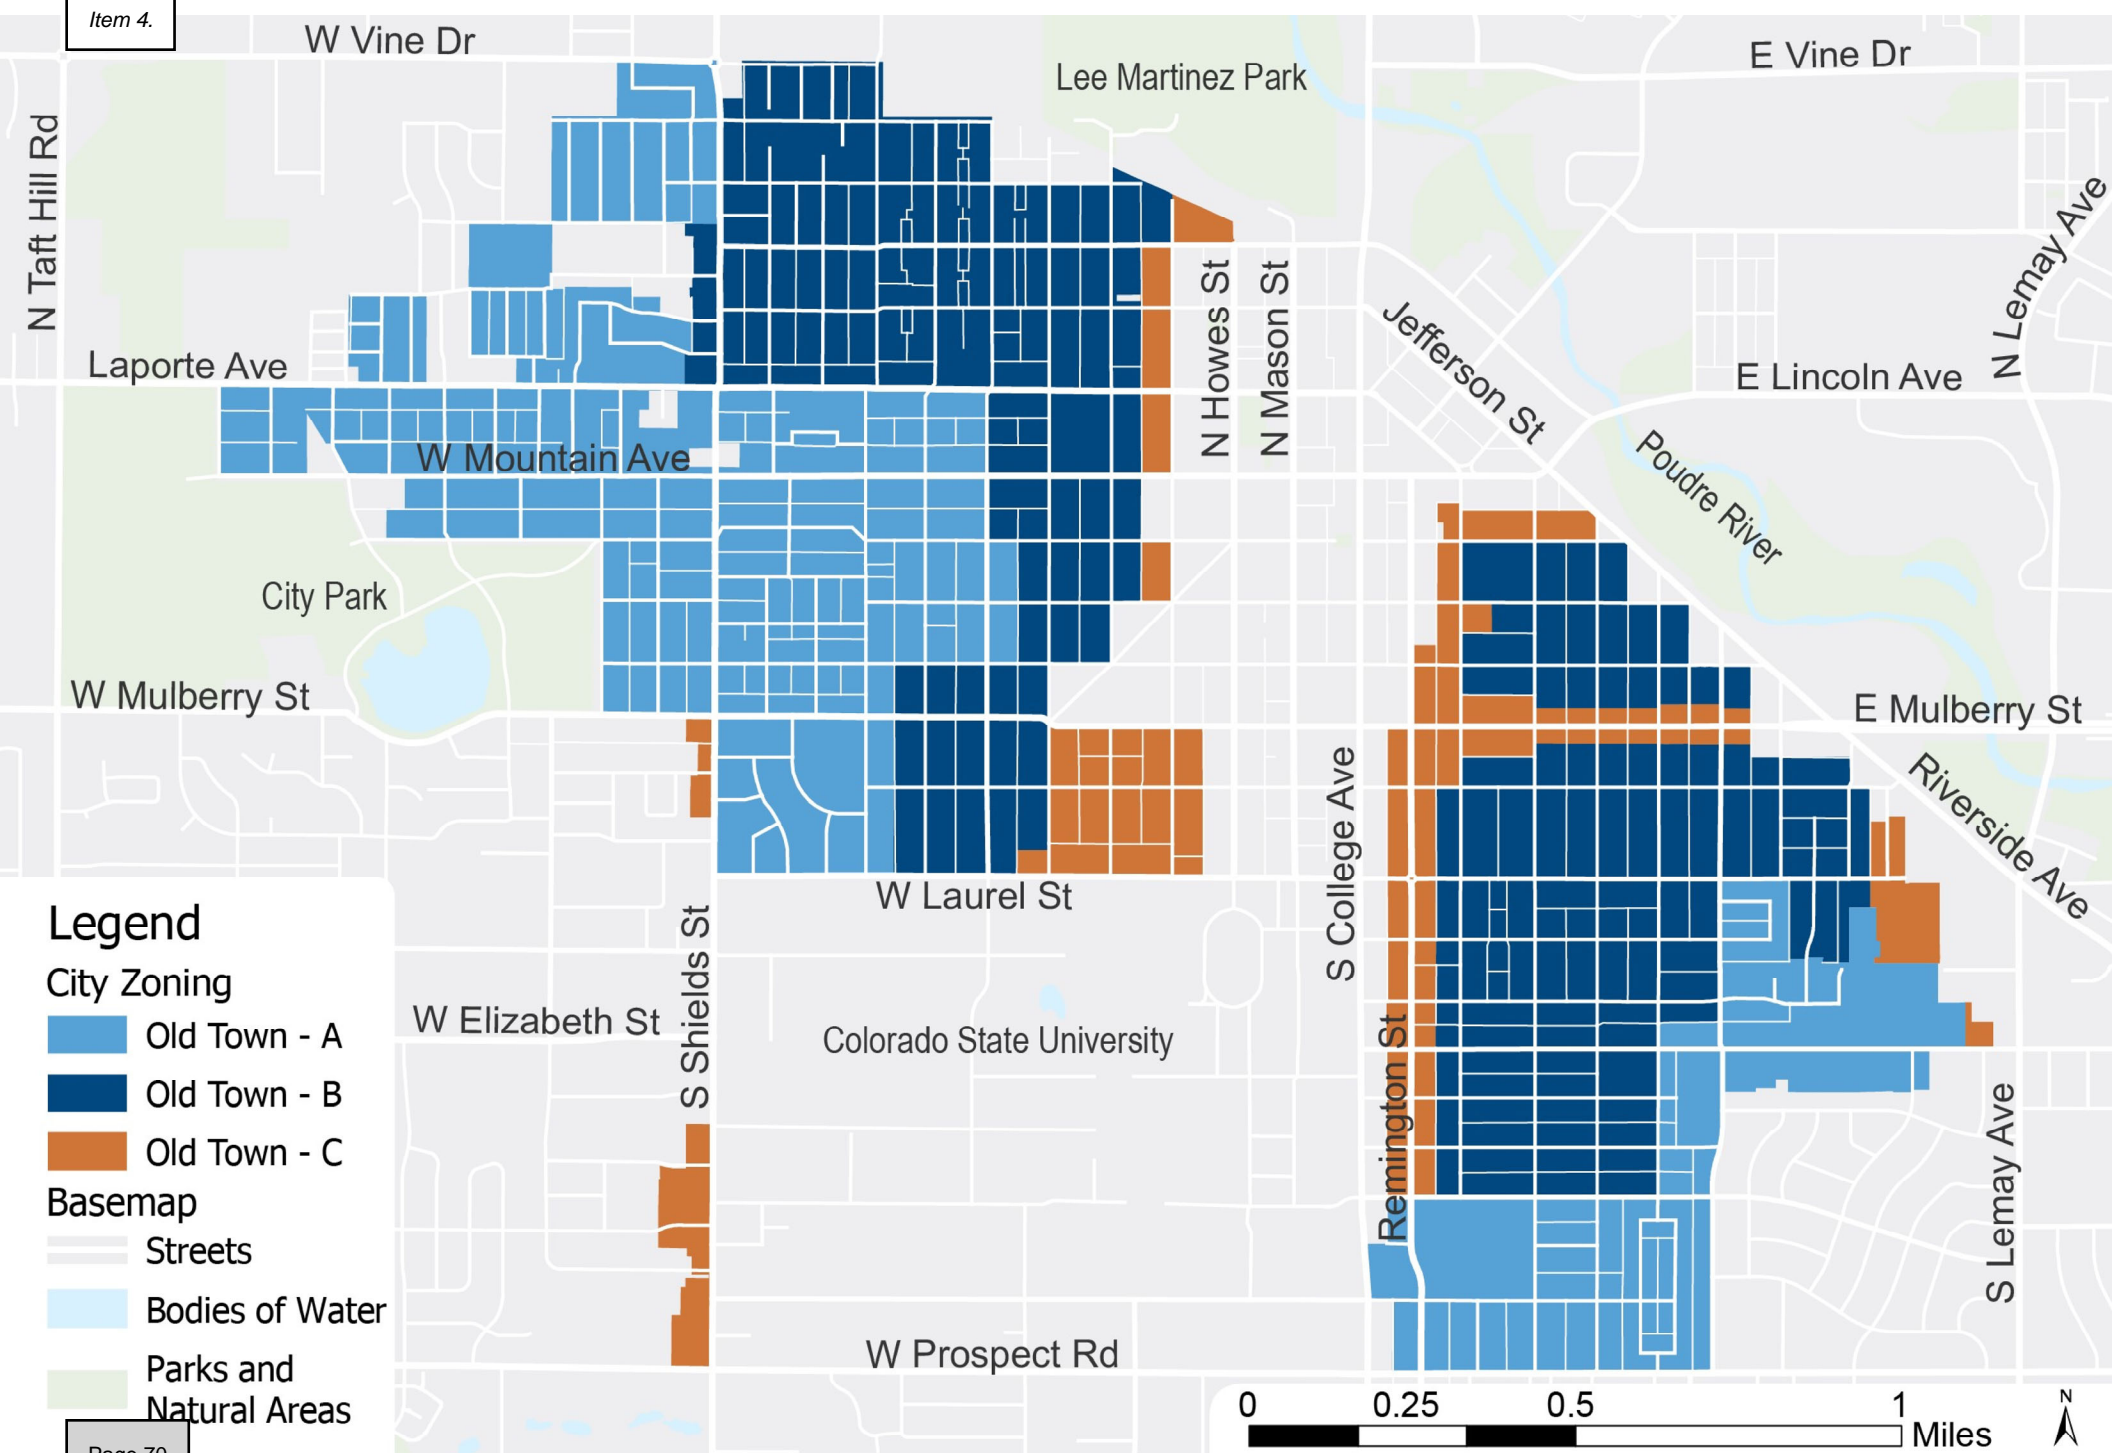 Item 4.
W Vine Dr
E Vine Dr
Lee Martinez Park
N Taft Hill Rd
N Lemay Ave
N Howes St
N Mason St
Jefferson St
Laporte Ave
E Lincoln Ave
W Mountain Ave
Poudre River
City Park
W Mulberry St
E Mulberry St
S College Ave
Riverside Ave
W Laurel St
S Shields St
W Elizabeth St
Colorado State University
Remington St
S Lemay Ave
W Prospect Rd
Legend
City Zoning
Old Town - A
Old Town - B
Old Town - C
Basemap
Streets
Bodies of Water
Parks and
Natural Areas
0 0.25 0.5 1
Miles
N
Page 70